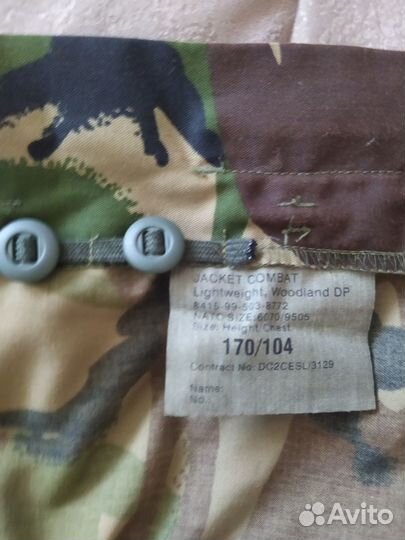 JACKET COMBAT
Lightweight, Woodland DP
8415-99-503-8772
NATO SIZE:6070/9505
Size: Height/Chest
170/104
Contract No: DC2CESL/3129
Name:
No.
Avito